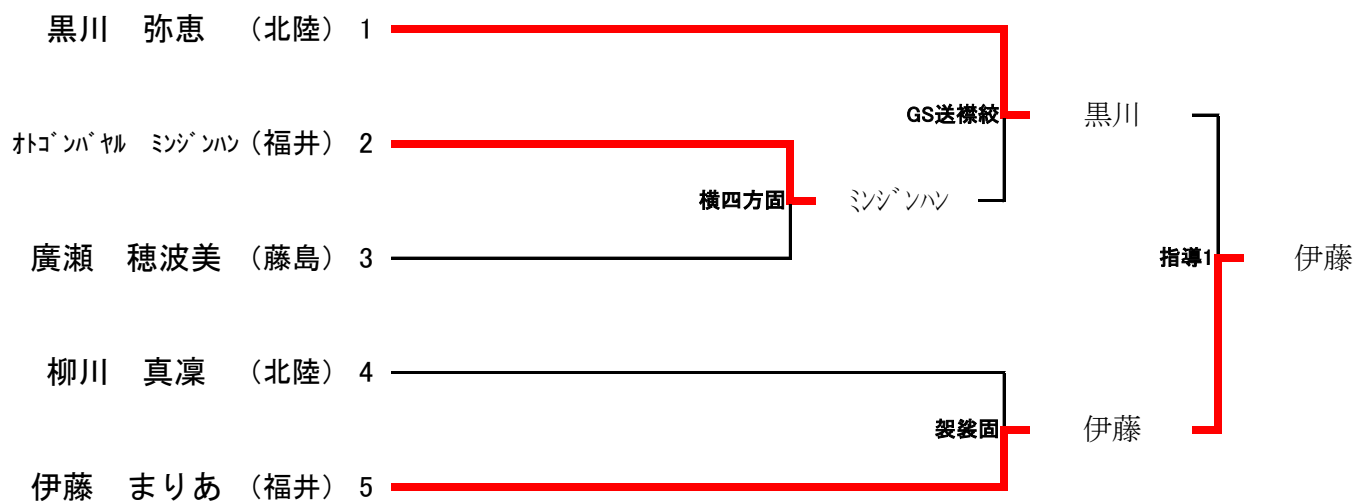 黒川　弥恵　（北陸）　1
GS送襟絞　黒川
ｵﾄｺﾞﾝﾊﾞﾔﾙ　ﾐﾝｼﾞﾝﾊﾝ（福井）　2
横四方固　ﾐﾝｼﾞﾝﾊﾝ
廣瀬　穂波美　（藤島）　3
指導1　伊藤
柳川　真凜　（北陸）　4
袈裟固　伊藤
伊藤　まりあ　（福井）　5